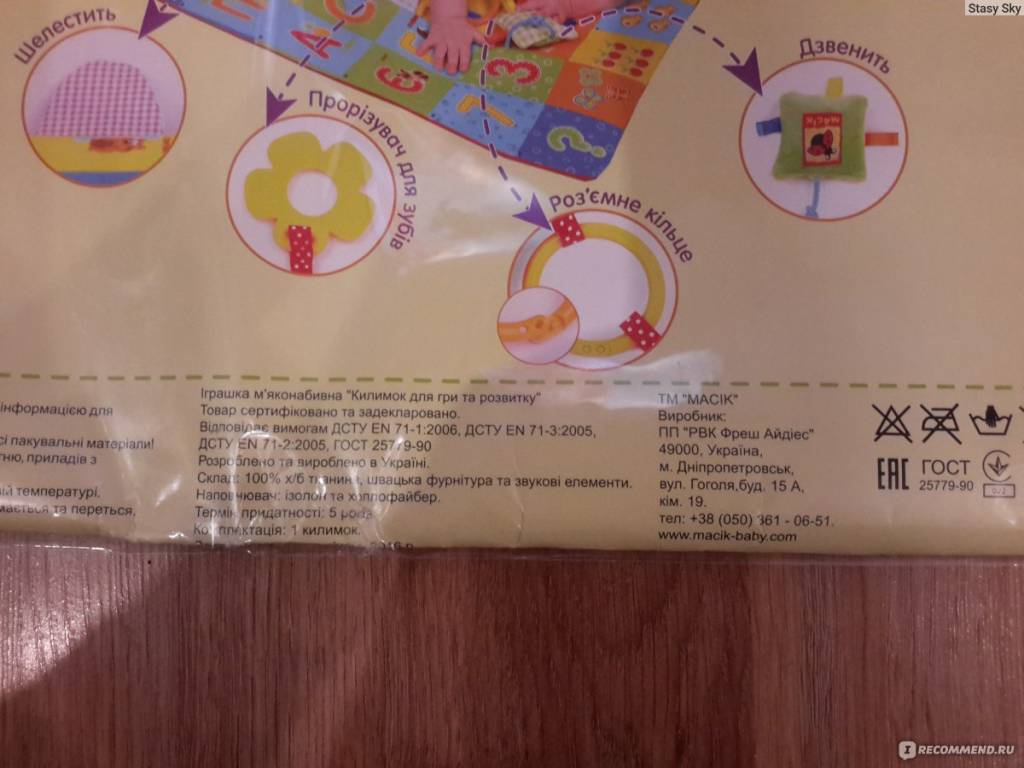 Stasy Sky
Шелестить
Прорізувач для зубів
Роз'ємне кільце
Дзвенить
МАСІК
інформацією для
сі пакувальні матеріали!
гню, приладів з
ій температурі.
мається та переться,
Іграшка м'яконабивна "Килимок для гри та розвитку"
Товар сертифіковано та задекларовано.
Відповідає вимогам ДСТУ EN 71-1:2006, ДСТУ EN 71-3:2005,
ДСТУ EN 71-2:2005, ГОСТ 25779-90
Розроблено та вироблено в Україні.
Склад: 100% х/б тканина, швацька фурнітура та звукові елементи.
Наповнювач: ізолон та холлофайбер.
Термін придатності: 5 років
Комплектація: 1 килимок.
ТМ "МАСІК"
Виробник:
ПП "РВК Фреш Айдіес"
49000, Україна,
м. Дніпропетровськ,
вул. Гоголя,буд. 15 А,
кім. 19.
тел: +38 (050) 361 - 06-51.
www.macik-baby.com
EAC ГОСТ
25779-90
IRECOMMEND.RU